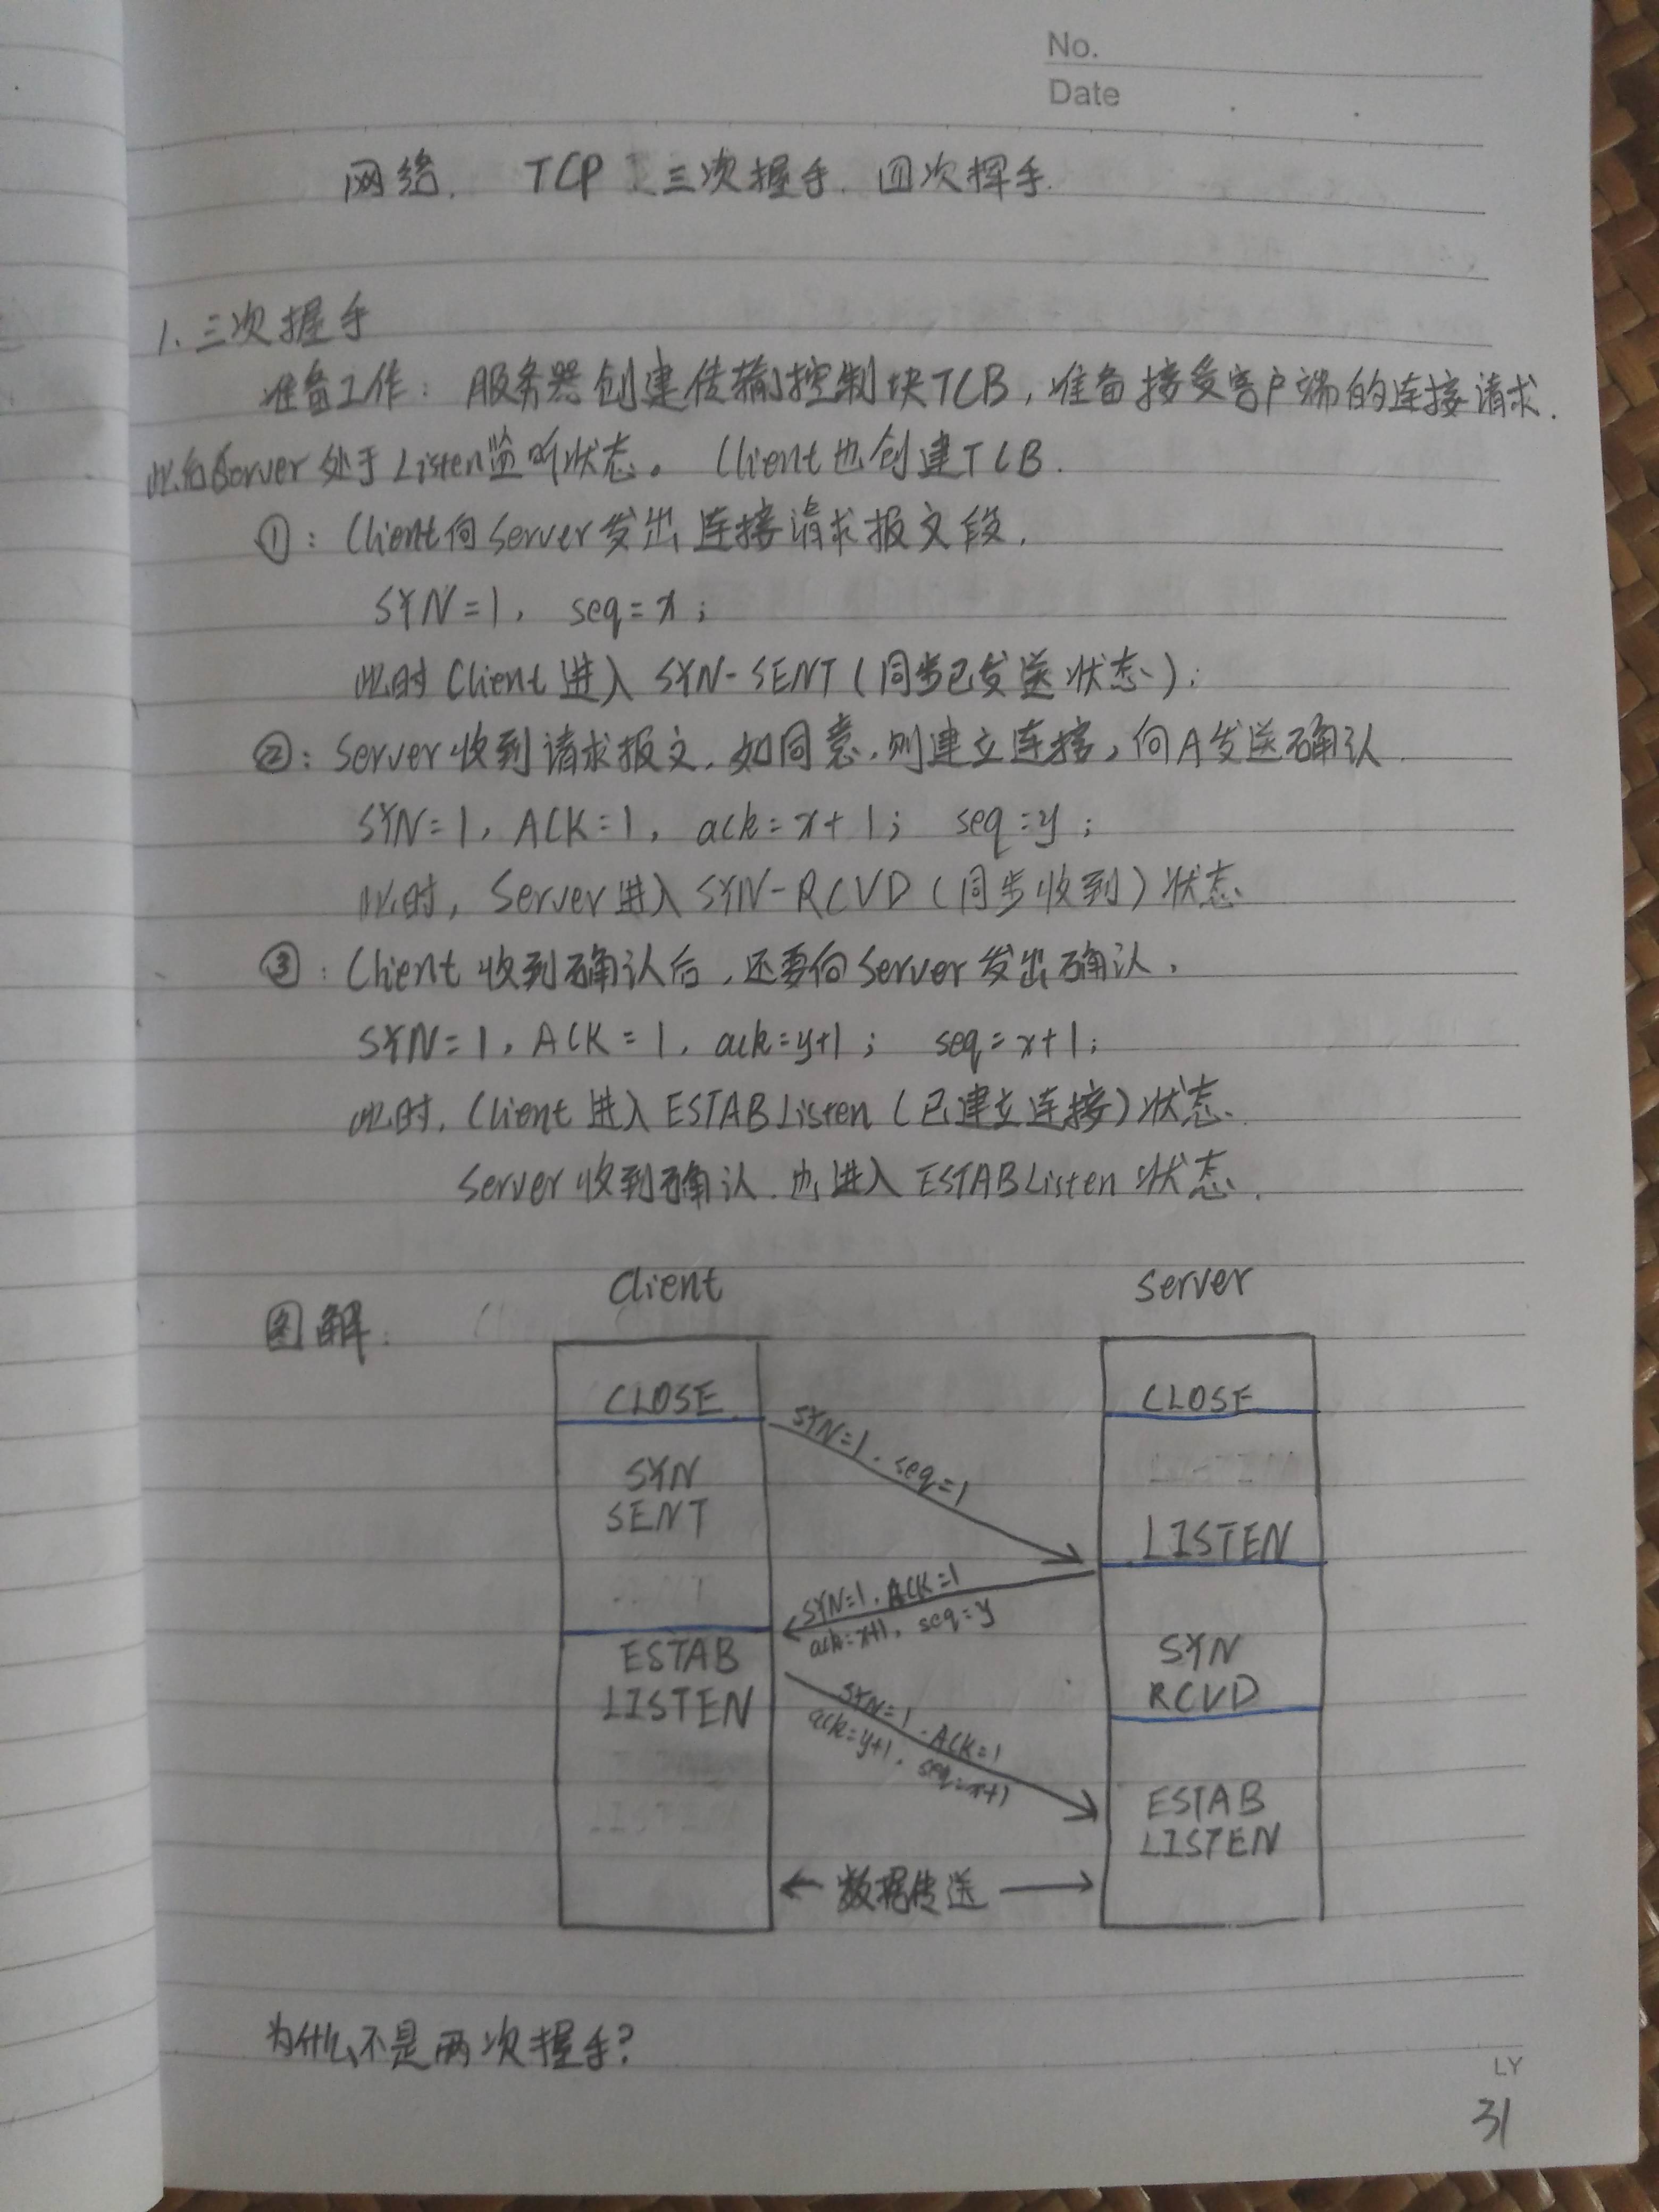 No.
Date
网络. TCP 三次握手. 四次挥手.
1. 三次握手
准备工作: 服务器创建传输控制块TCB, 准备接受客户端的连接请求.
此后Server处于Listen监听状态。 Client也创建TCB.
①: Client向Server发出连接请求报文段.
SYN=1, seq=x;
此时Client进入 SYN-SENT (同步已发送状态);
②: Server收到请求报文, 如同意, 则建立连接, 向A发送确认.
SYN=1, ACK=1, ack=x+1; seq=y;
此时, Server进入 SYN-RCVD (同步收到) 状态
③: Client收到确认后, 还要向Server发出确认,
SYN=1, ACK=1, ack=y+1; seq=x+1;
此时, Client进入ESTABListen (已建立连接)状态.
Server收到确认. 也进入ESTABListen 状态.
图解: Client Server
CLOSE CLOSE
SYN=1, seq=1
SYN
SENT
LISTEN
SYN=1, ACK=1
ack=x+1, seq=y
ESTAB
LISTEN
SYN
RCVD
SYN=1, ACK=1
ack=y+1, seq=x+1
ESTAB
LISTEN
数据传送
为什么不是两次握手?
LY
31